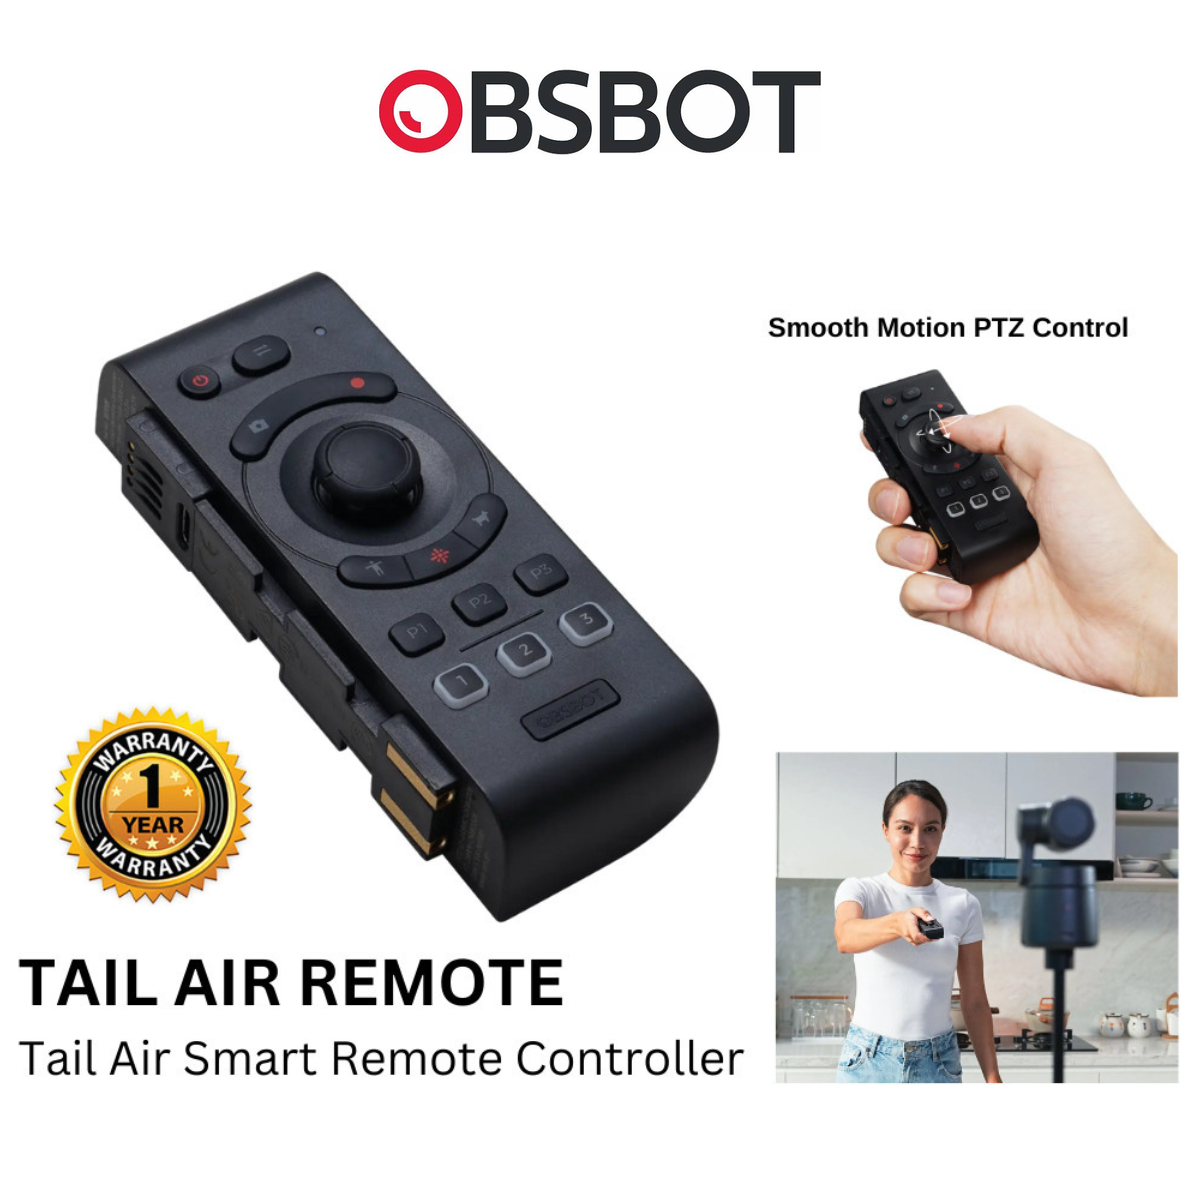 OBSBOT
Smooth Motion PTZ Control
P1 P2 P3
1 2 3
OBSBOT
WARRANTY
1
YEAR
WARRANTY
TAIL AIR REMOTE
Tail Air Smart Remote Controller